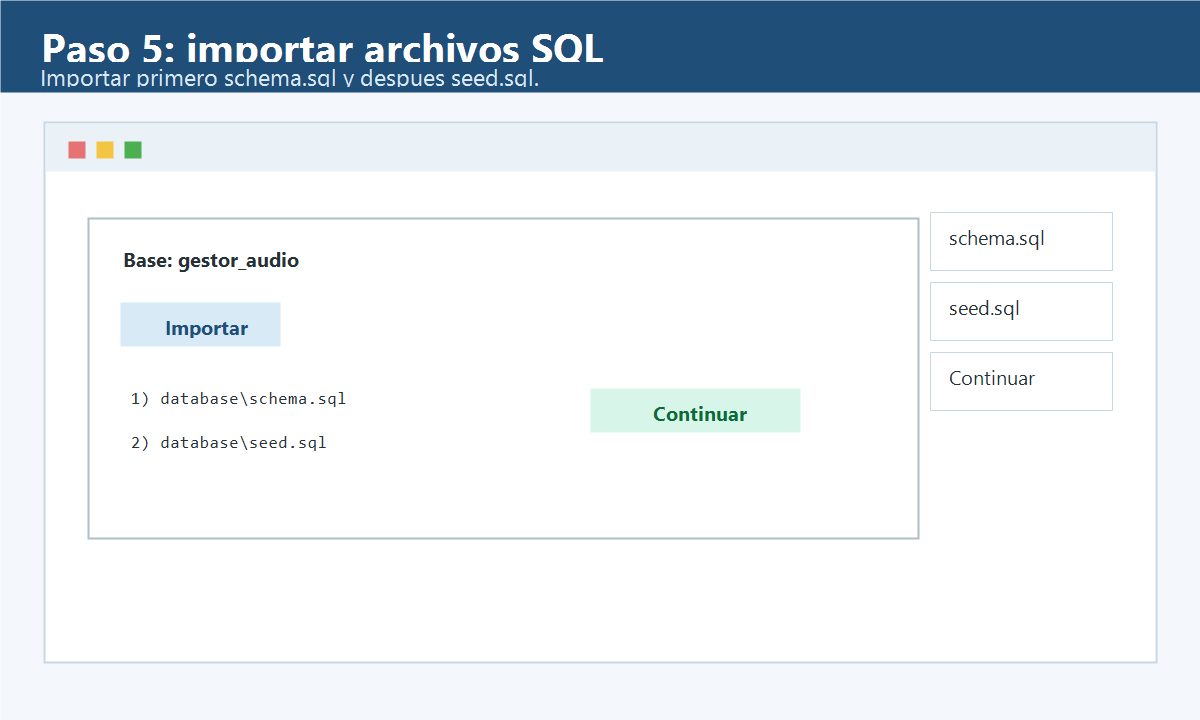 Paso 5: importar archivos SQL
Importar primero schema.sql y despues seed.sql.
Base: gestor_audio
Importar
1) database\schema.sql
2) database\seed.sql
Continuar
schema.sql
seed.sql
Continuar